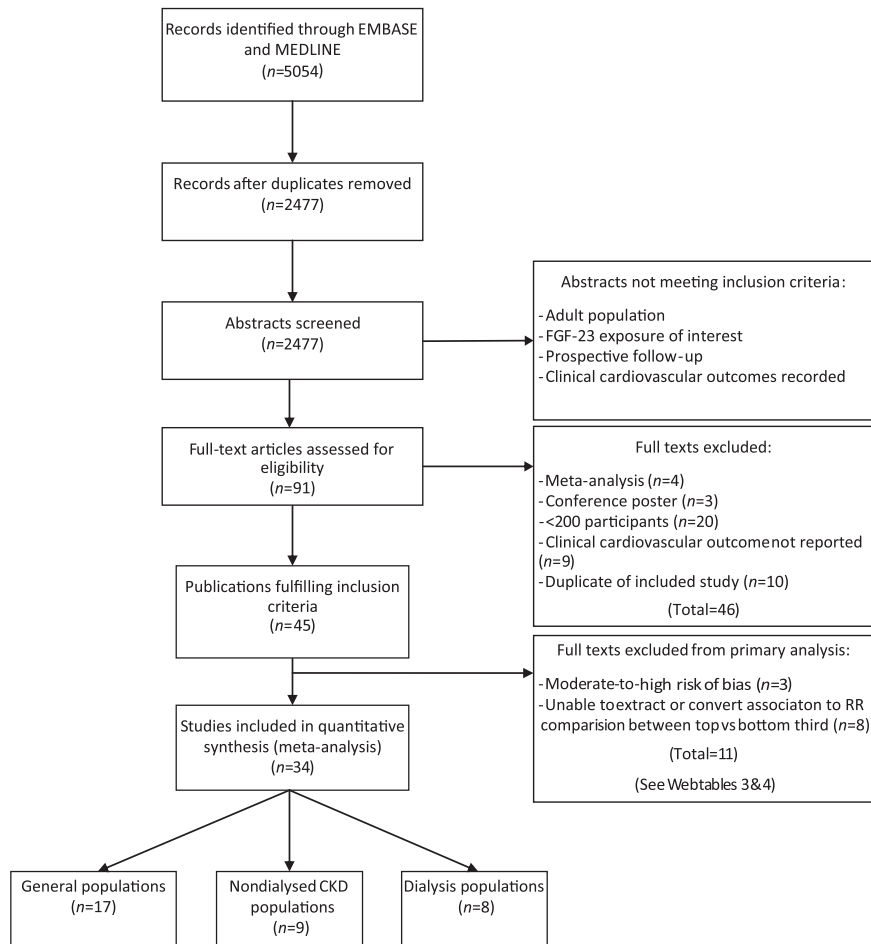 Records identified through EMBASE
and MEDLINE
(n=5054)
Records after duplicates removed
(n=2477)
Abstracts screened
(n=2477)
Abstracts not meeting inclusion criteria:
-Adult population
-FGF-23 exposure of interest
-Prospective follow-up
-Clinical cardiovascular outcomes recorded
Full-text articles assessed for
eligibility
(n=91)
Full texts excluded:
-Meta-analysis (n=4)
-Conference poster (n=3)
-<200 participants (n=20)
-Clinical cardiovascular outcome not reported
(n=9)
-Duplicate of included study (n=10)
(Total=46)
Publications fulfilling inclusion
criteria
(n=45)
Full texts excluded from primary analysis:
-Moderate-to-high risk of bias (n=3)
-Unable to extract or convert associaton to RR
comparision between top vs bottom third (n=8)
(Total=11)
(See Webtables 3&4)
Studies included in quantitative
synthesis (meta-analysis)
(n=34)
General populations
(n=17)
Nondialysed CKD
populations
(n=9)
Dialysis populations
(n=8)